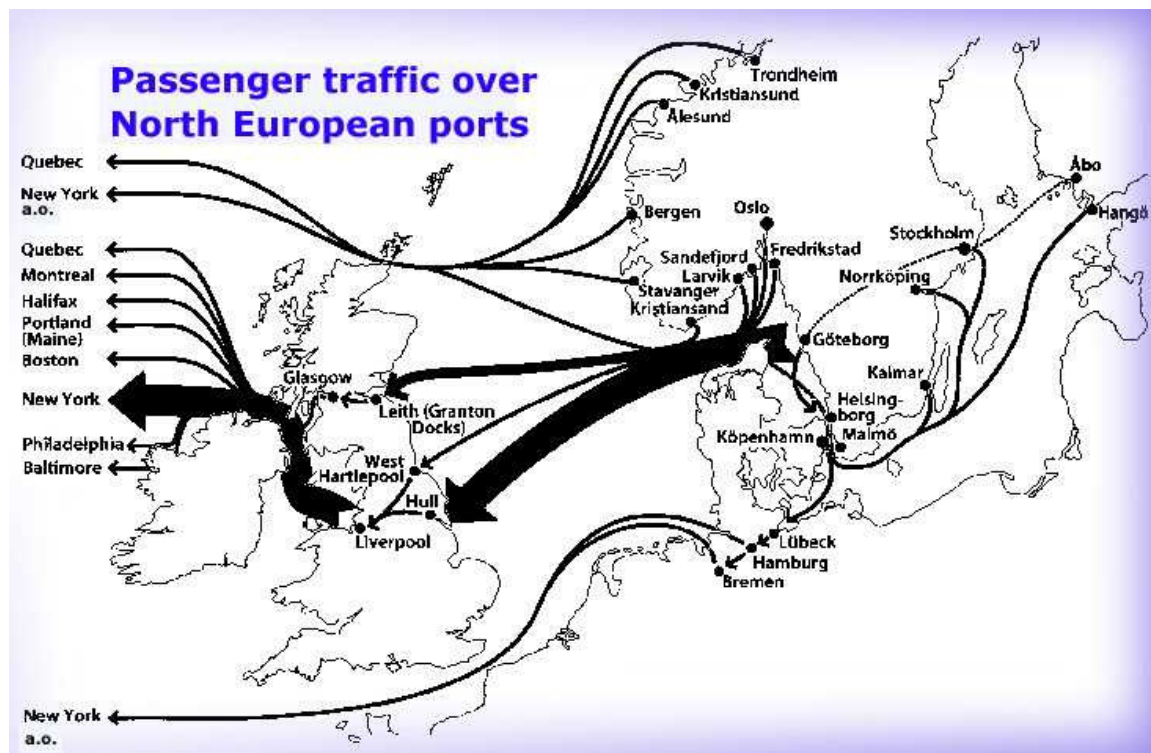 Passenger traffic over
North European ports
Trondheim
Kristiansund
Ålesund
Quebec
New York
a.o.
Åbo
Hangö
Bergen
Oslo
Stockholm
Quebec
Montreal
Halifax
Portland
(Maine)
Boston
New York
Philadelphia
Baltimore
Sandefjord
Larvik
Fredrikstad
Norrköping
Stavanger
Kristiansand
Göteborg
Glasgow
Leith (Granton
Docks)
Kalmar
Helsing-
borg
Malmö
Köpenhamn
West
Hartlepool
Hull
Liverpool
Lübeck
Hamburg
Bremen
New York
a.o.